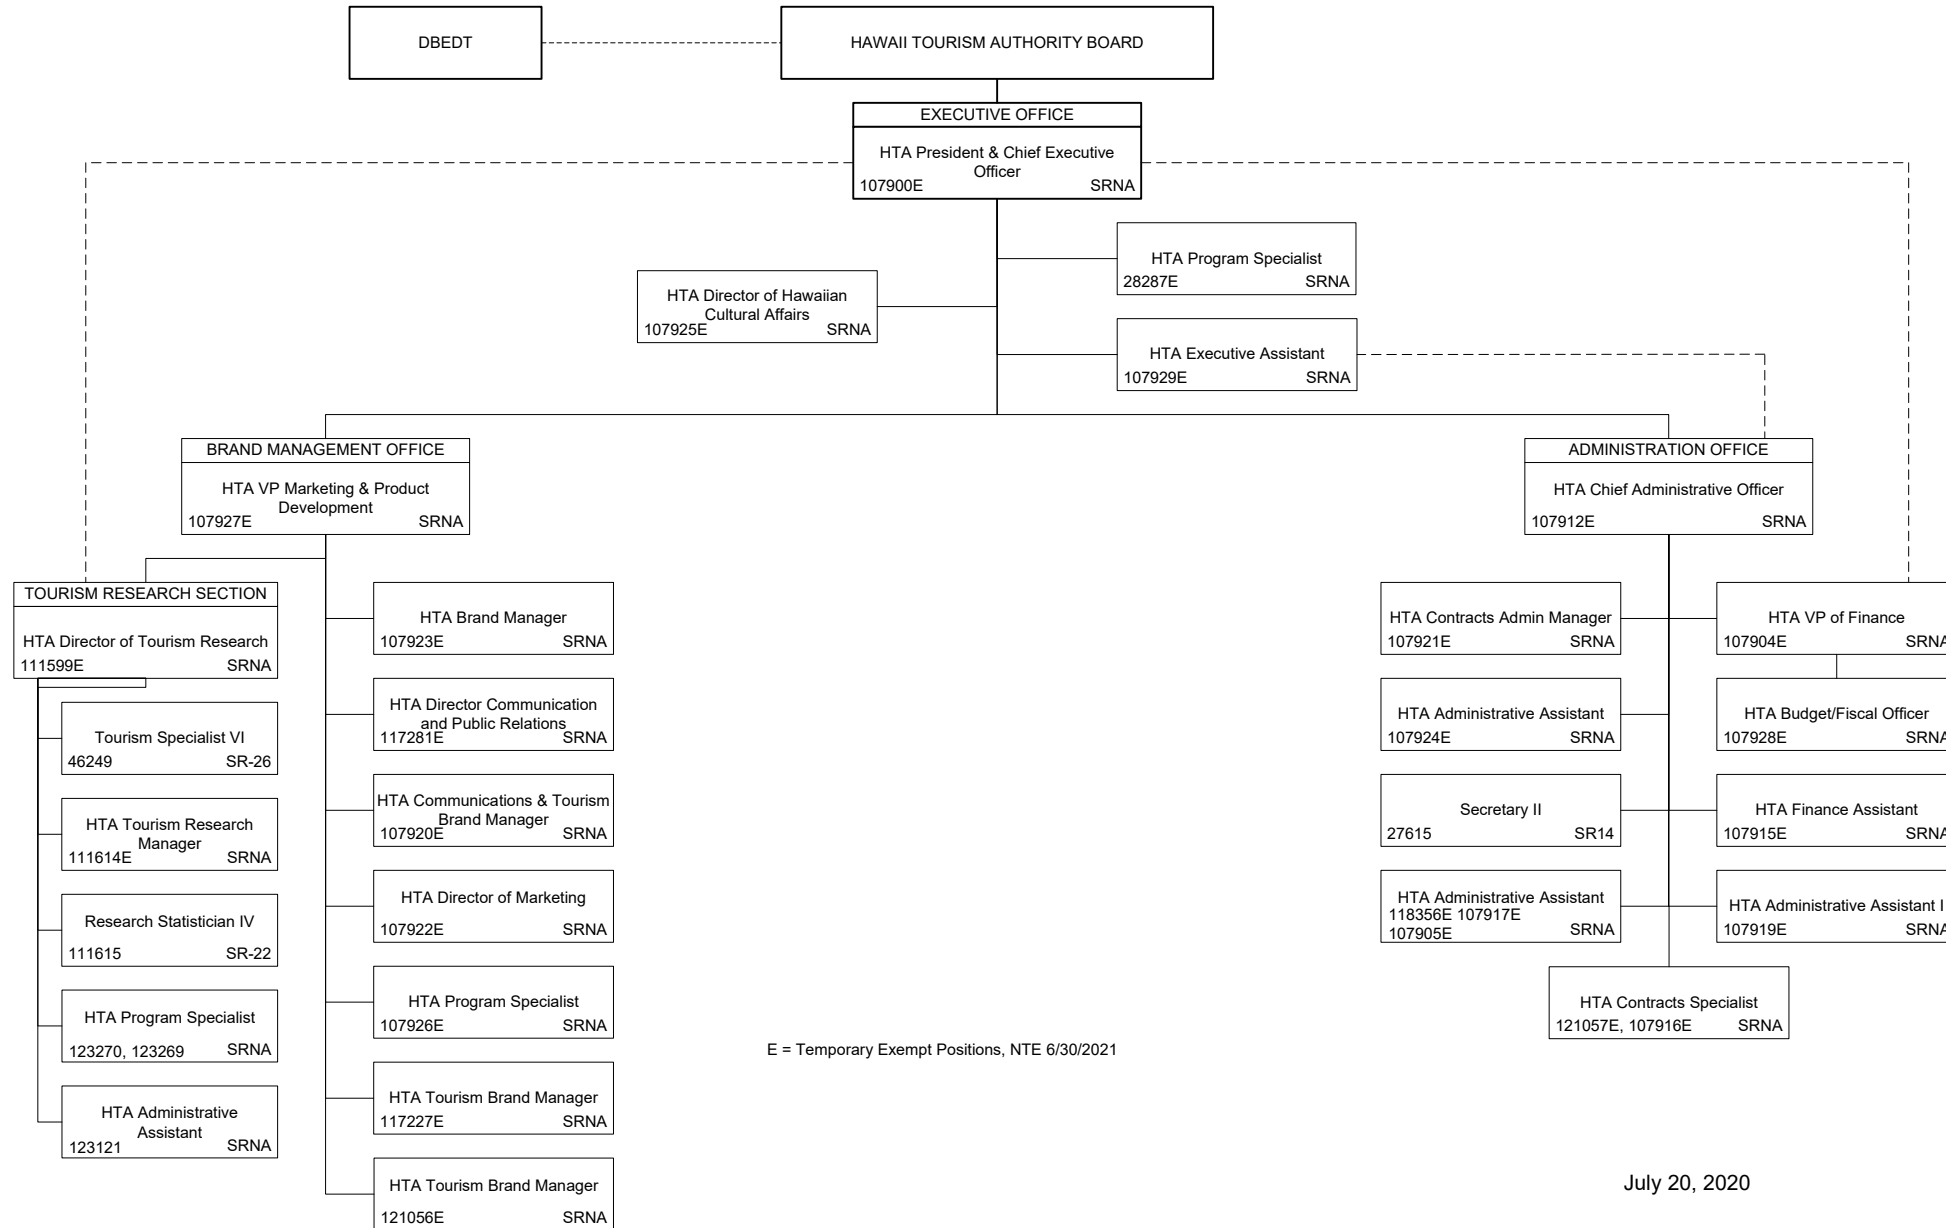 DBEDT
HAWAII TOURISM AUTHORITY BOARD
EXECUTIVE OFFICE
HTA President & Chief Executive
Officer
107900E SRNA
HTA Program Specialist
28287E SRNA
HTA Director of Hawaiian
Cultural Affairs
107925E SRNA
HTA Executive Assistant
107929E SRNA
BRAND MANAGEMENT OFFICE
HTA VP Marketing & Product
Development
107927E SRNA
ADMINISTRATION OFFICE
HTA Chief Administrative Officer
107912E SRNA
TOURISM RESEARCH SECTION
HTA Director of Tourism Research
111599E SRNA
Tourism Specialist VI
46249 SR-26
HTA Tourism Research
Manager
111614E SRNA
Research Statistician IV
111615 SR-22
HTA Program Specialist
123270, 123269 SRNA
HTA Administrative
Assistant
123121 SRNA
HTA Brand Manager
107923E SRNA
HTA Director Communication
and Public Relations
117281E SRNA
HTA Communications & Tourism
Brand Manager
107920E SRNA
HTA Director of Marketing
107922E SRNA
HTA Program Specialist
107926E SRNA
HTA Tourism Brand Manager
117227E SRNA
HTA Tourism Brand Manager
121056E SRNA
HTA Contracts Admin Manager
107921E SRNA
HTA Administrative Assistant
107924E SRNA
Secretary II
27615 SR14
HTA Administrative Assistant
118356E 107917E
107905E SRNA
HTA VP of Finance
107904E SRNA
HTA Budget/Fiscal Officer
107928E SRNA
HTA Finance Assistant
107915E SRNA
HTA Administrative Assistant I
107919E SRNA
HTA Contracts Specialist
121057E, 107916E SRNA
E = Temporary Exempt Positions, NTE 6/30/2021
July 20, 2020